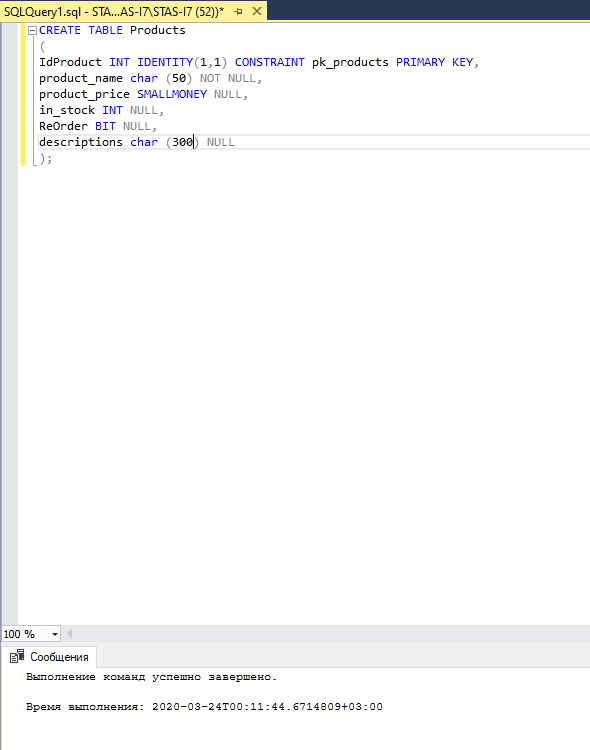 SQLQuery1.sql - STA...AS-I7\STAS-I7 (52))*
CREATE TABLE Products
(
IdProduct INT IDENTITY(1,1) CONSTRAINT pk_products PRIMARY KEY,
product_name char (50) NOT NULL,
product_price SMALLMONEY NULL,
in_stock INT NULL,
ReOrder BIT NULL,
descriptions char (300) NULL
);
100 %
Сообщения
Выполнение команд успешно завершено.
Время выполнения: 2020-03-24T00:11:44.6714809+03:00